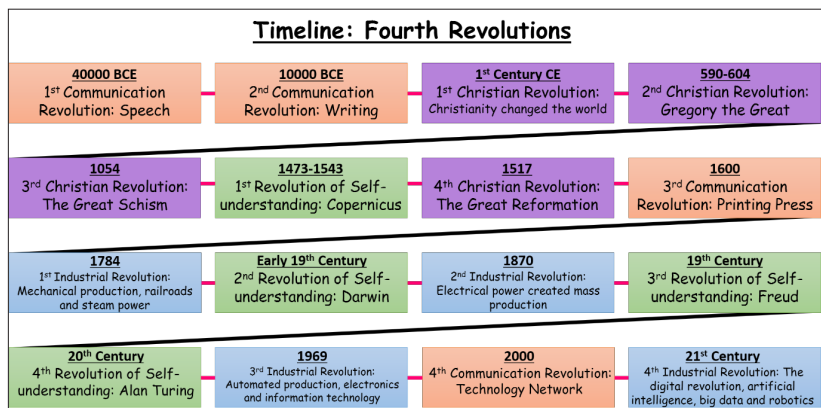 Timeline: Fourth Revolutions
40000 BCE
1st Communication
Revolution: Speech
10000 BCE
2nd Communication
Revolution: Writing
1st Century CE
1st Christian Revolution:
Christianity changed the world
590-604
2nd Christian Revolution:
Gregory the Great
1054
3rd Christian Revolution:
The Great Schism
1473-1543
1st Revolution of Self-
understanding: Copernicus
1517
4th Christian Revolution:
The Great Reformation
1600
3rd Communication
Revolution: Printing Press
1784
1st Industrial Revolution:
Mechanical production, railroads
and steam power
Early 19th Century
2nd Revolution of Self-
understanding: Darwin
1870
2nd Industrial Revolution:
Electrical power created mass
production
19th Century
3rd Revolution of Self-
understanding: Freud
20th Century
4th Revolution of Self-
understanding: Alan Turing
1969
3rd Industrial Revolution:
Automated production, electronics
and information technology
2000
4th Communication Revolution:
Technology Network
21st Century
4th Industrial Revolution: The
digital revolution, artificial
intelligence, big data and robotics